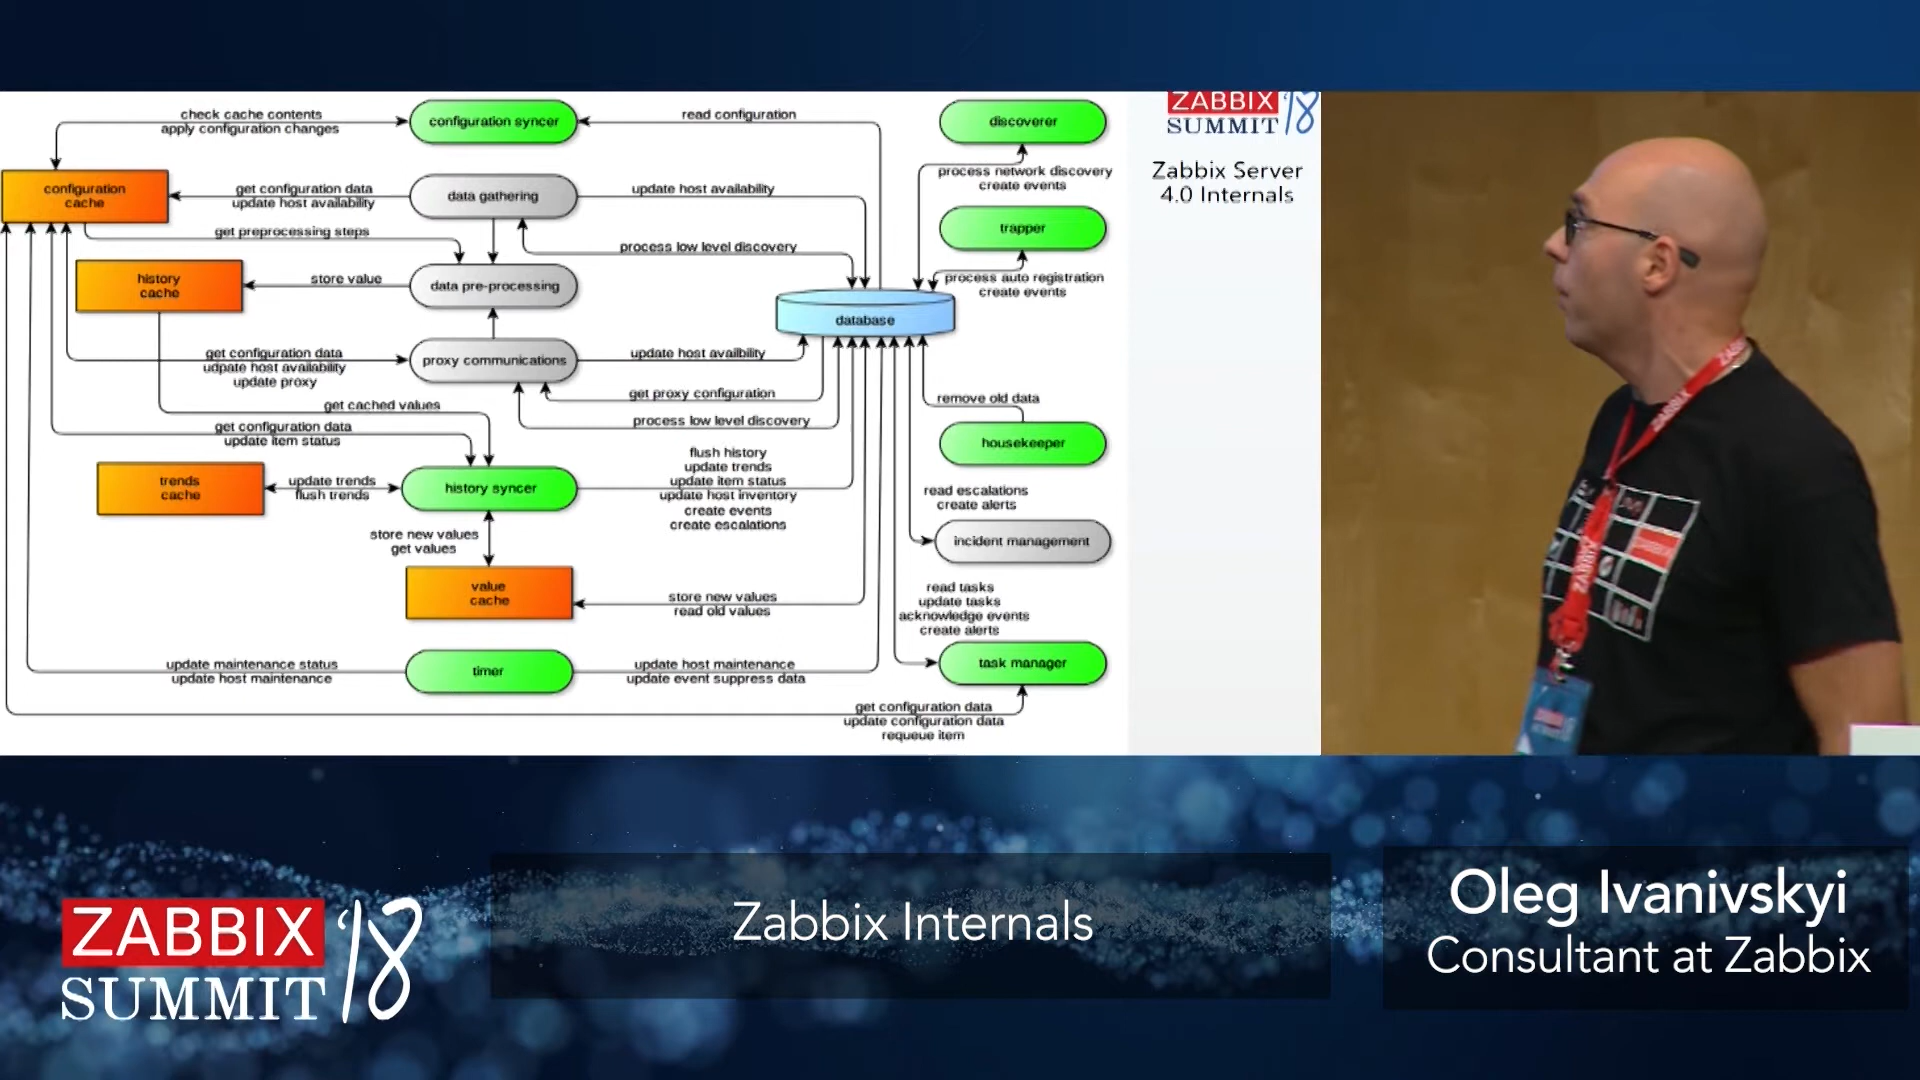 check cache contents
apply configuration changes
configuration syncer
read configuration
discoverer
ZABBIX '18
SUMMIT
Zabbix Server
4.0 Internals
process network discovery
create events
configuration
cache
get configuration data
update host availability
data gathering
update host availability
trapper
get preprocessing steps
process low level discovery
process auto registration
create events
history
cache
store value
data pre-processing
database
get configuration data
udpate host availability
update proxy
proxy communications
update host availbility
get proxy configuration
remove old data
get cached values
process low level discovery
get configuration data
update item status
housekeeper
trends
cache
update trends
flush trends
history syncer
flush history
update trends
update item status
update host inventory
create events
create escalations
read escalations
create alerts
store new values
get values
incident management
value
cache
store new values
read old values
read tasks
update tasks
acknowledge events
create alerts
update maintenance status
update host maintenance
timer
update host maintenance
update event suppress data
task manager
get configuration data
update configuration data
requeue item
ZABBIX
ZABBIX '18
SUMMIT
Zabbix Internals
Oleg Ivanivskyi
Consultant at Zabbix